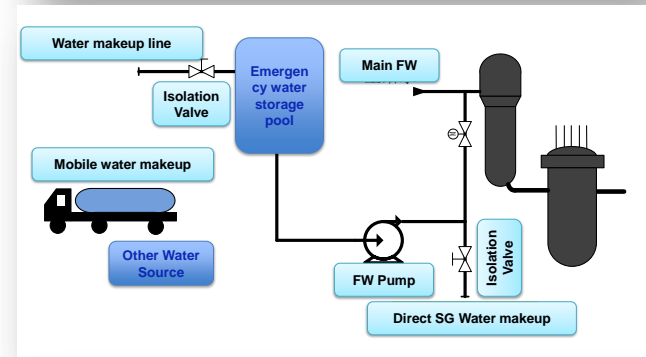 Water makeup line
Emergen
cy water
storage
pool
Main FW
Isolation
Valve
Mobile water makeup
Other Water
Source
FW Pump
Isolation
Valve
Direct SG Water makeup